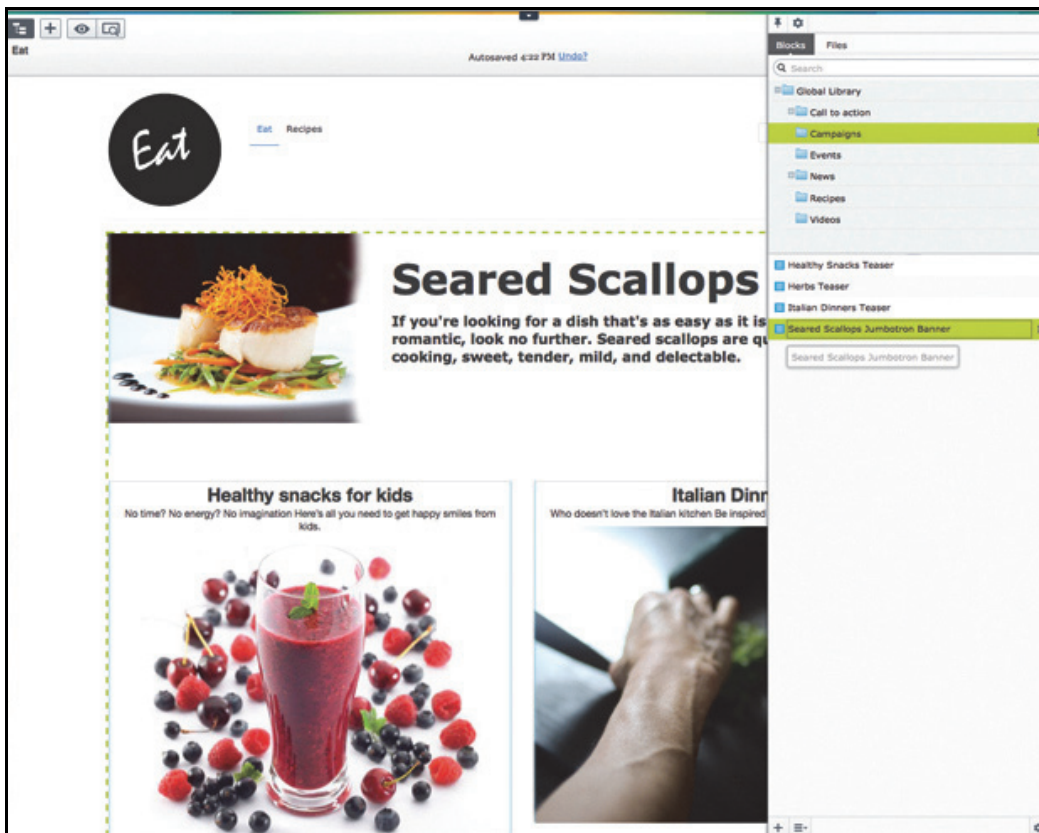 Eat
Autosaved 4:22 PM Undo?
Eat
Eat Recipes
Seared Scallops
If you're looking for a dish that's as easy as it is
romantic, look no further. Seared scallops are qu
cooking, sweet, tender, mild, and delectable.
Healthy snacks for kids
No time? No energy? No imagination Here's all you need to get happy smiles from
kids.
Italian Dinn
Who doesn't love the Italian kitchen Be inspired
Blocks Files
Search
Global Library
Call to action
Campaigns
Events
News
Recipes
Videos
Healthy Snacks Teaser
Herbs Teaser
Italian Dinners Teaser
Seared Scallops Jumbotron Banner
Seared Scallops Jumbotron Banner